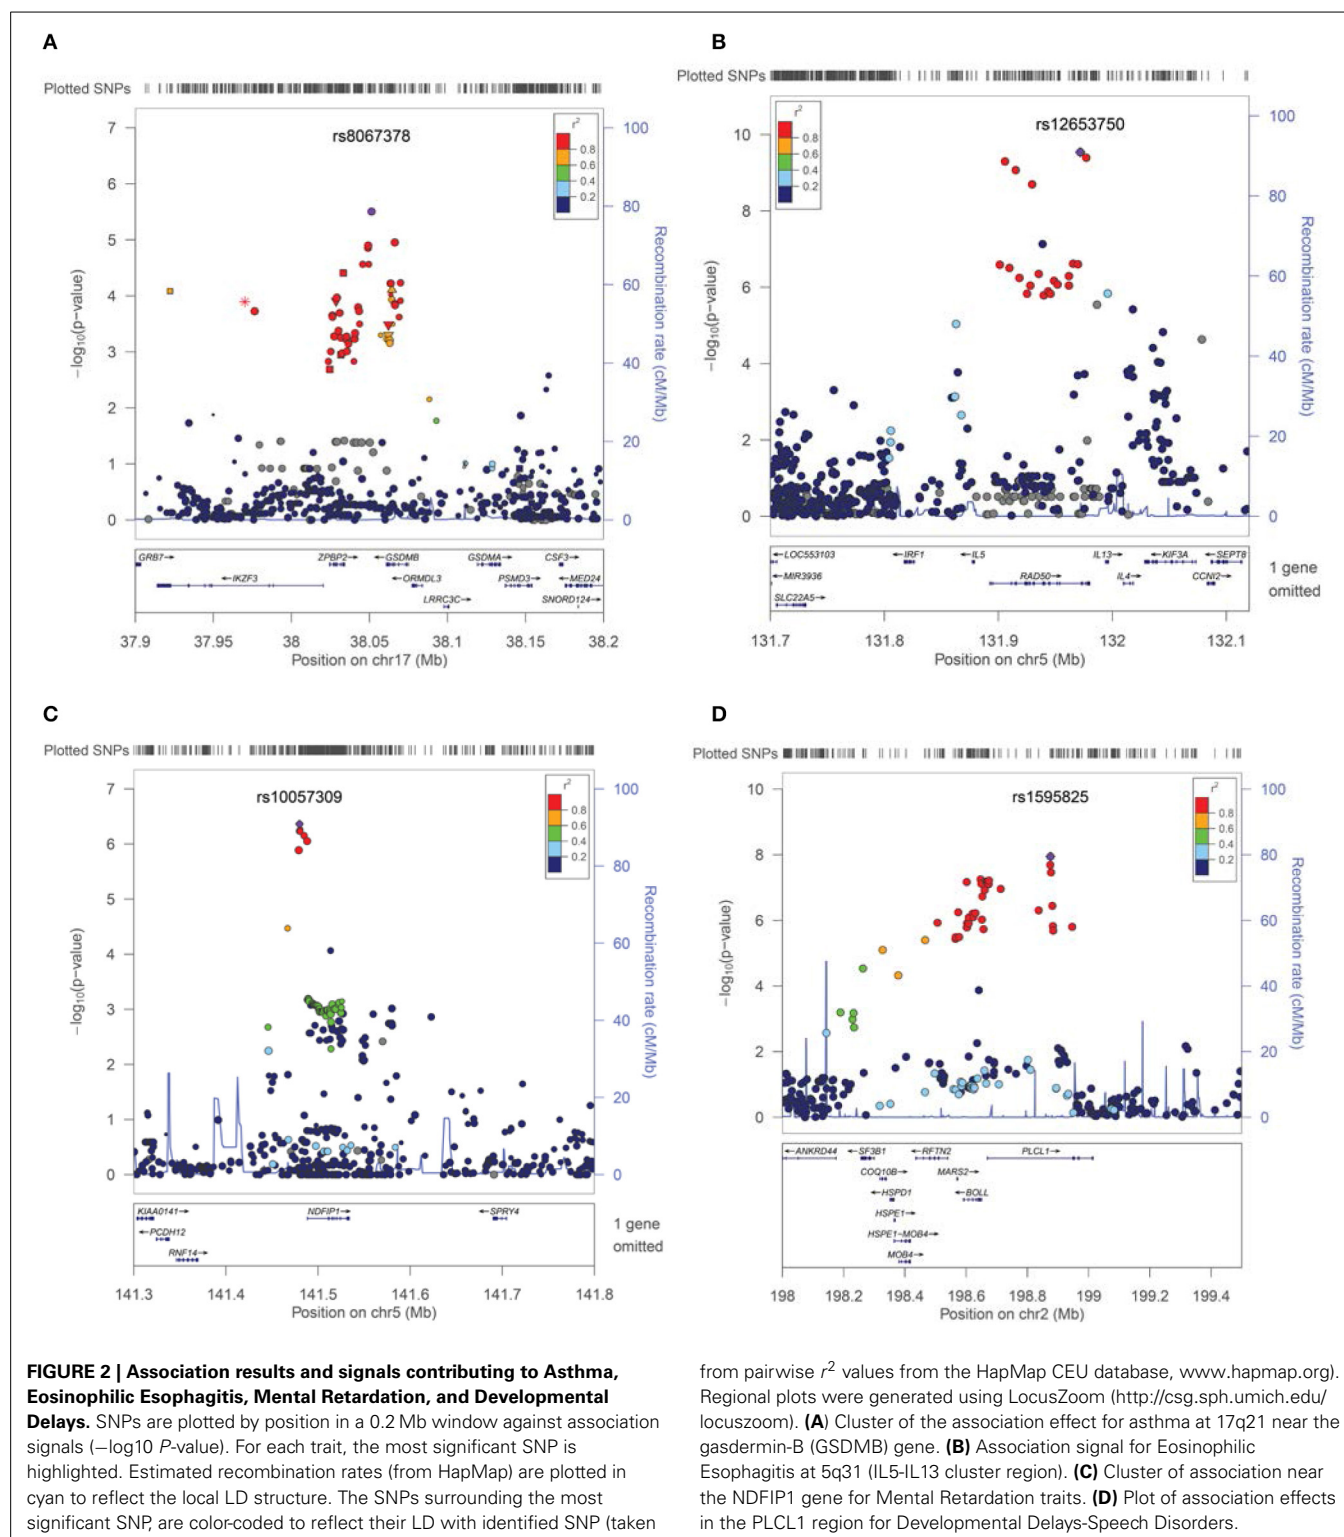 A
Plotted SNPs
rs8067378
r2
0.8
0.6
0.4
0.2
7
6
5
4
3
2
1
0
−log10(p−value)
100
80
60
40
20
0
Recombination rate (cM/Mb)
GRB7→
ZPBP2→
←GSDMB
GSDMA→
CSF3→
←IKZF3
←ORMDL3
PSMD3→
←MED24
LRRC3C→
SNORD124→
37.9 37.95 38 38.05 38.1 38.15 38.2
Position on chr17 (Mb)
B
Plotted SNPs
rs12653750
r2
0.8
0.6
0.4
0.2
10
8
6
4
2
0
−log10(p−value)
100
80
60
40
20
0
Recombination rate (cM/Mb)
←LOC553103
←IRF1
←IL5
IL13→
←KIF3A
←SEPT8
←MIR3936
RAD50→
IL4→
CCNI2→
SLC22A5→
1 gene
omitted
131.7 131.8 131.9 132 132.1
Position on chr5 (Mb)
C
Plotted SNPs
rs10057309
r2
0.8
0.6
0.4
0.2
7
6
5
4
3
2
1
0
−log10(p−value)
100
80
60
40
20
0
Recombination rate (cM/Mb)
KIAA0141→
NDFIP1→
←SPRY4
←PCDH12
RNF14→
1 gene
omitted
141.3 141.4 141.5 141.6 141.7 141.8
Position on chr5 (Mb)
D
Plotted SNPs
rs1595825
r2
0.8
0.6
0.4
0.2
10
8
6
4
2
0
−log10(p−value)
100
80
60
40
20
0
Recombination rate (cM/Mb)
←ANKRD44
←SF3B1
←RFTN2
PLCL1→
COQ10B→
MARS2→
←HSPD1
←BOLL
HSPE1→
HSPE1−MOB4→
MOB4→
198 198.2 198.4 198.6 198.8 199 199.2 199.4
Position on chr2 (Mb)
FIGURE 2 | Association results and signals contributing to Asthma,
Eosinophilic Esophagitis, Mental Retardation, and Developmental
Delays. SNPs are plotted by position in a 0.2 Mb window against association
signals (−log10 P-value). For each trait, the most significant SNP is
highlighted. Estimated recombination rates (from HapMap) are plotted in
cyan to reflect the local LD structure. The SNPs surrounding the most
significant SNP, are color-coded to reflect their LD with identified SNP (taken
from pairwise r2 values from the HapMap CEU database, www.hapmap.org).
Regional plots were generated using LocusZoom (http://csg.sph.umich.edu/
locuszoom). (A) Cluster of the association effect for asthma at 17q21 near the
gasdermin-B (GSDMB) gene. (B) Association signal for Eosinophilic
Esophagitis at 5q31 (IL5-IL13 cluster region). (C) Cluster of association near
the NDFIP1 gene for Mental Retardation traits. (D) Plot of association effects
in the PLCL1 region for Developmental Delays-Speech Disorders.